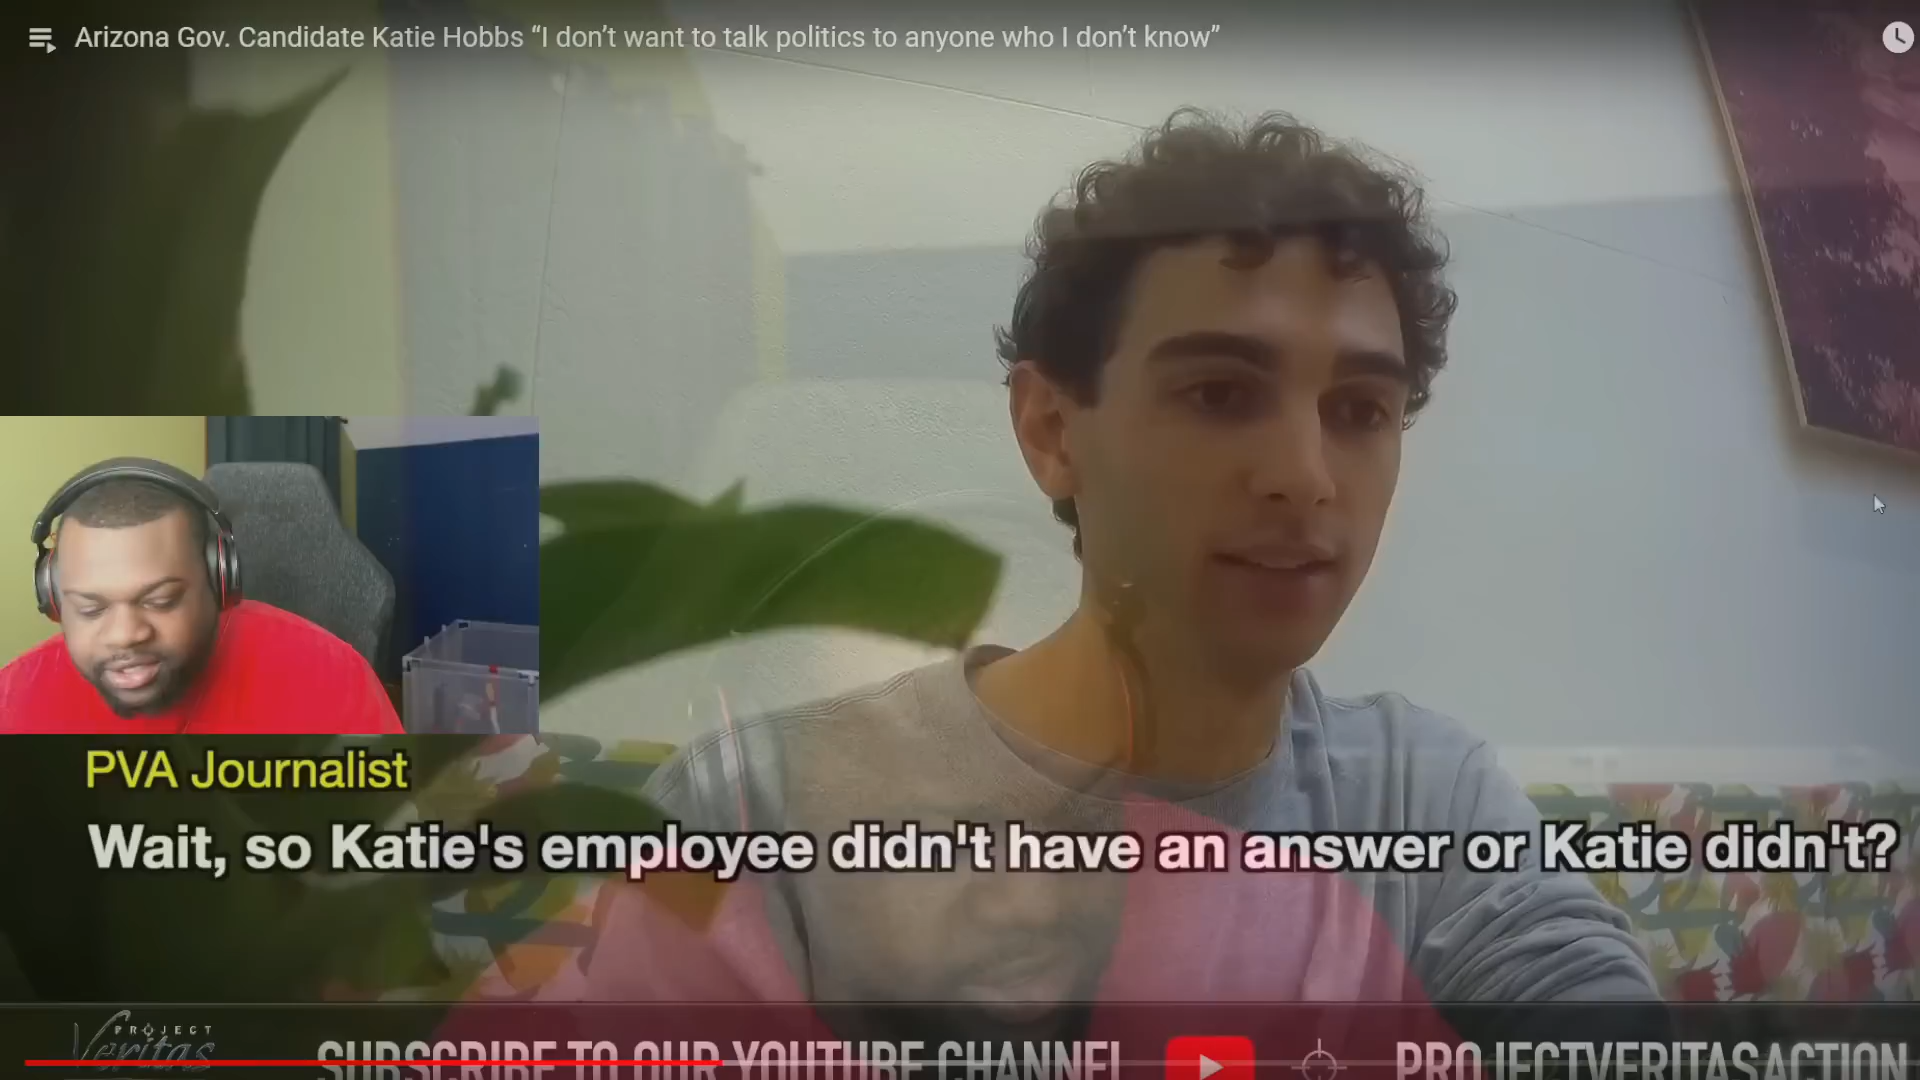 Arizona Gov. Candidate Katie Hobbs “I don’t want to talk politics to anyone who I don’t know”
PVA Journalist
Wait, so Katie's employee didn't have an answer or Katie didn't?
PROJECT
Veritas
SUBSCRIBE TO OUR YOUTUBE CHANNEL
PROJECTVERITASACTION